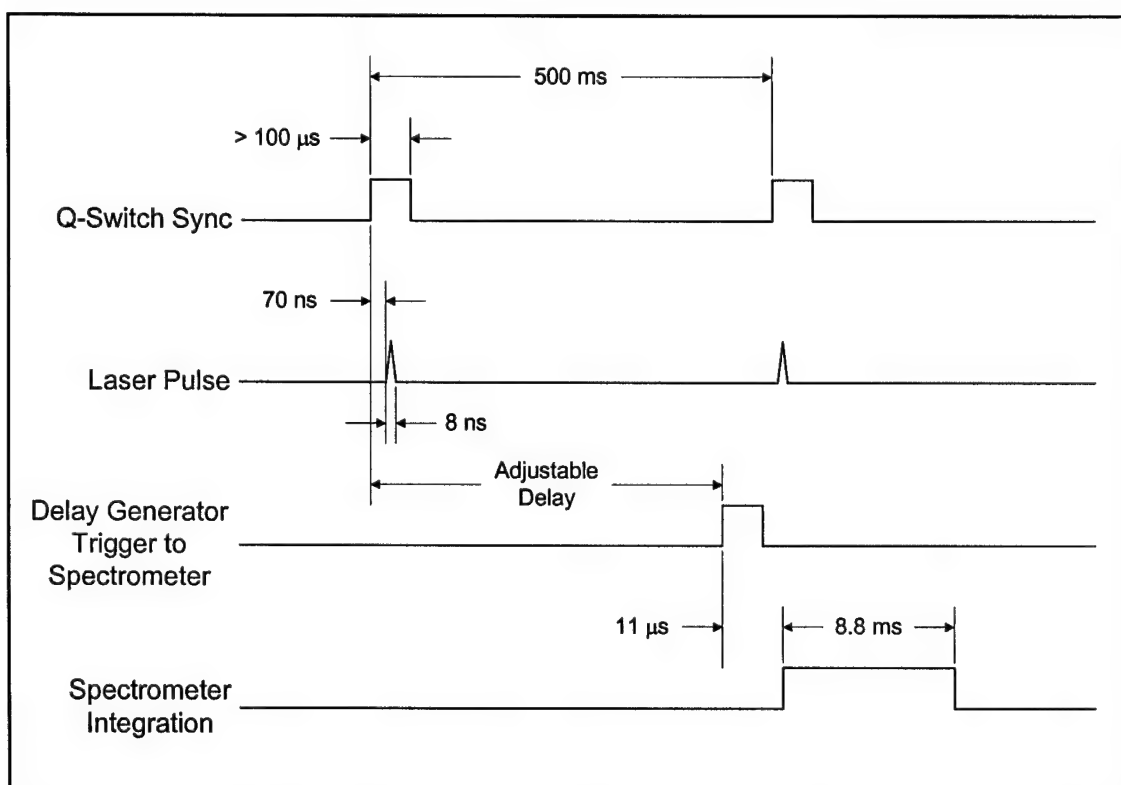 500 ms
> 100 μs
Q-Switch Sync
70 ns
Laser Pulse
8 ns
Adjustable
Delay
Delay Generator
Trigger to
Spectrometer
11 μs
8.8 ms
Spectrometer
Integration